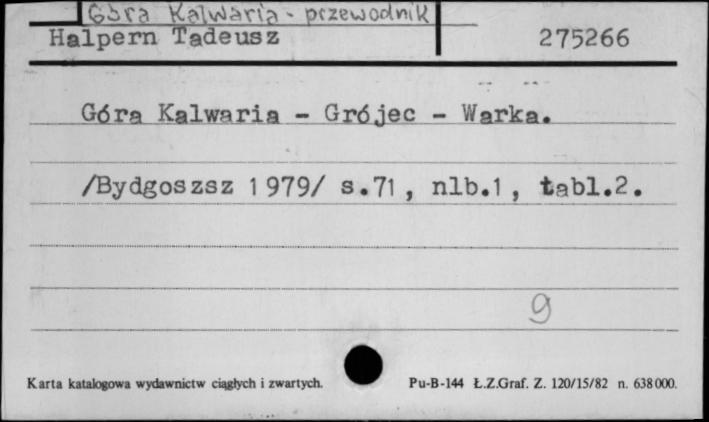 Góra Kalwaria - przewodnik
Halpern Tadeusz 275266
Góra Kalwaria - Grójec - Warka.
/Bydgoszsz 1979/ s.71, nlb.1, tabl.2.
9
Karta katalogowa wydawnictw ciągłych i zwartych. Pu-B-144 Ł.Z.Graf. Z. 120/15/82 n. 638000.